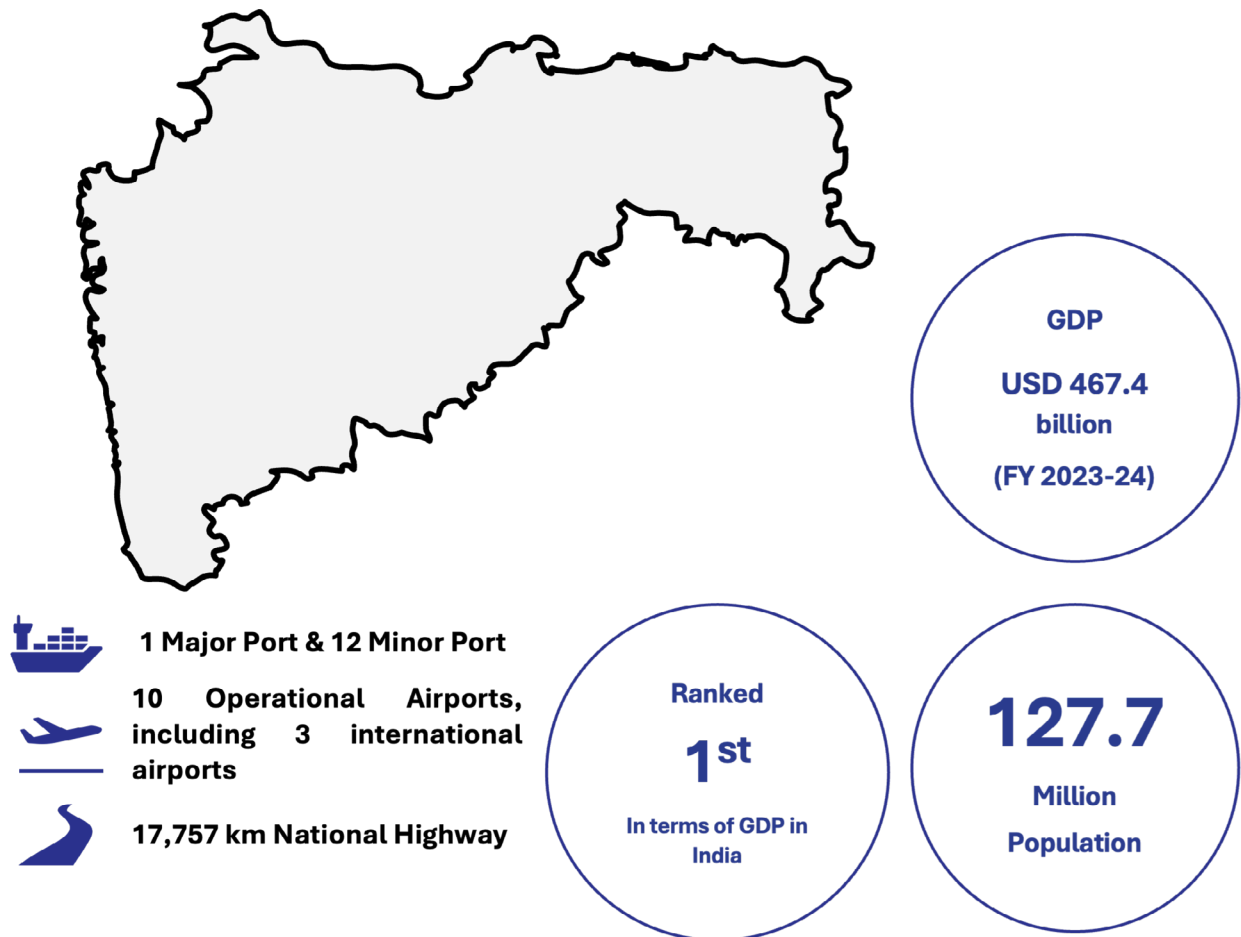 GDP
USD 467.4
billion
(FY 2023-24)
1 Major Port & 12 Minor Port
10 Operational Airports,
including 3 international
airports
17,757 km National Highway
Ranked
1st
In terms of GDP in
India
127.7
Million
Population